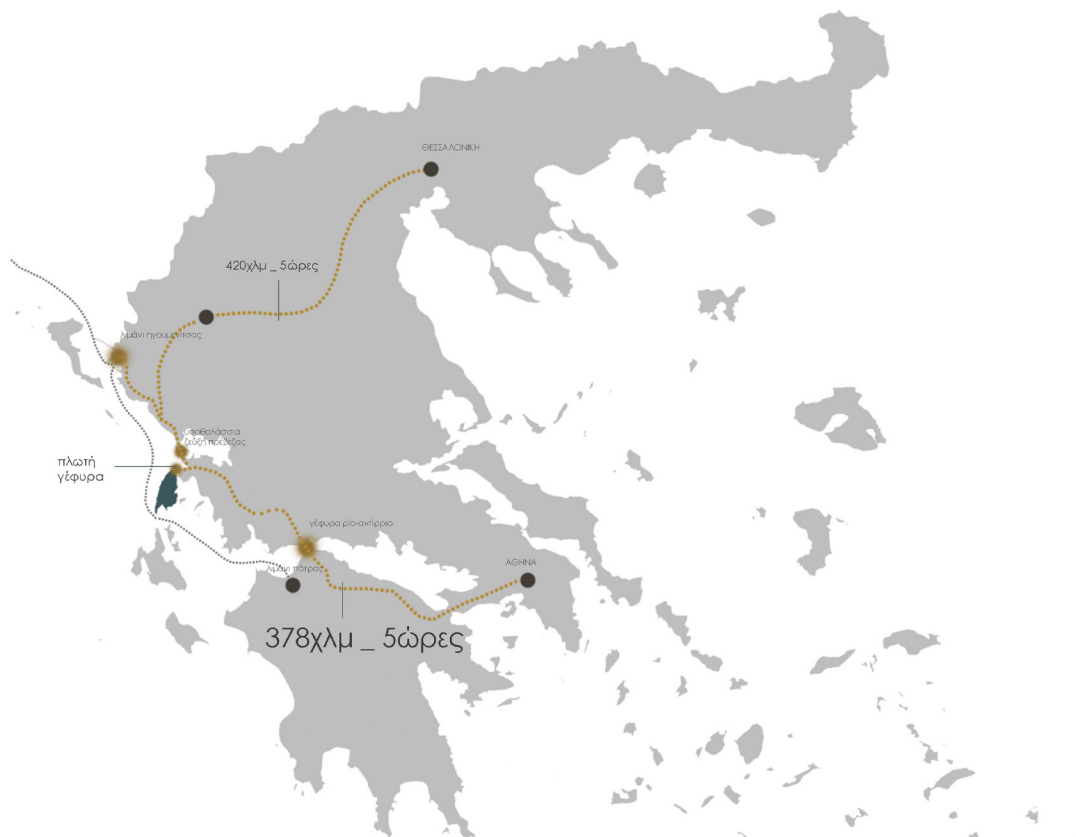 ΘΕΣΣΑΛΟΝΙΚΗ
420χλμ _ 5ώρες
λιμάνι ηγουμενίτσας
υποθαλάσσια
ζεύξη πρέβεζας
πλωτή
γέφυρα
γέφυρα ρίο-αντίρριο
λιμάνι πάτρας
ΑΘΗΝΑ
378χλμ _ 5ώρες